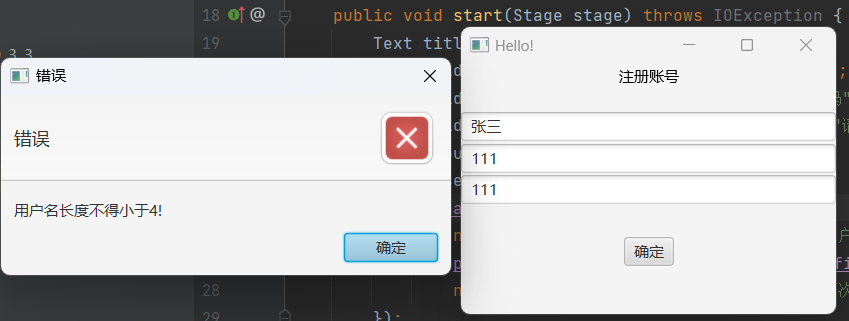 18 @ public void start(Stage stage) throws IOException {
19 Text titl
3.3
错误
错误
用户名长度不得小于4!
确定
Hello!
注册账号
张三
111
111
确定
28
29 });